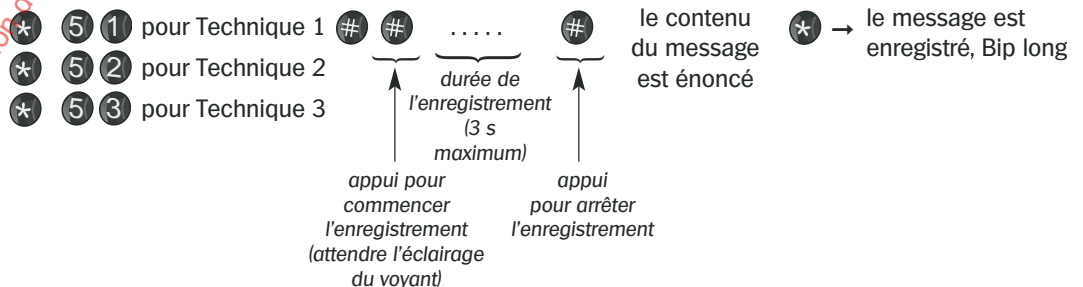 * 5 1 pour Technique 1 # # ..... # le contenu du message est énoncé * → le message est enregistré, Bip long
* 5 2 pour Technique 2
* 5 3 pour Technique 3
durée de
l'enregistrement
(3 s
maximum)
appui pour
commencer
l'enregistrement
(attendre l'éclairage
du voyant)
appui
pour arrêter
l'enregistrement